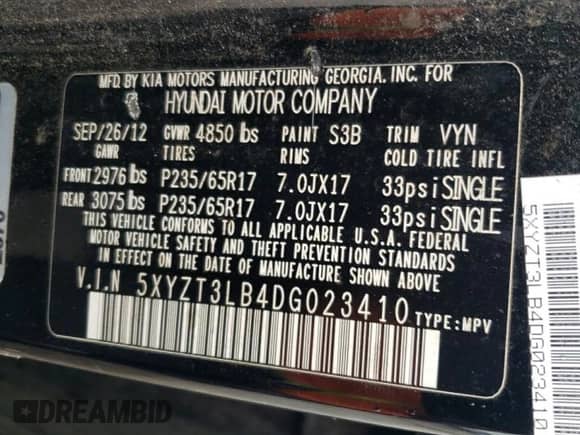 MFD. BY KIA MOTORS MANUFACTURING GEORGIA, INC. FOR
HYUNDAI MOTOR COMPANY
SEP/26/12 GVWR 4850 lbs PAINT S3B TRIM VYN
GAWR TIRES RIMS COLD TIRE INFL
FRONT 2976 lbs P235/65R17 7.0JX17 33psi SINGLE
REAR 3075 lbs P235/65R17 7.0JX17 33psi SINGLE
THIS VEHICLE CONFORMS TO ALL APPLICABLE U.S.A. FEDERAL
MOTOR VEHICLE SAFETY AND THEFT PREVENTION STANDARDS
IN EFFECT ON THE DATE OF MANUFACTURE SHOWN ABOVE.
V.I.N 5XYZT3LB4DG023410 TYPE: MPV
5XYZT3LB4DG023410
DREAMBID